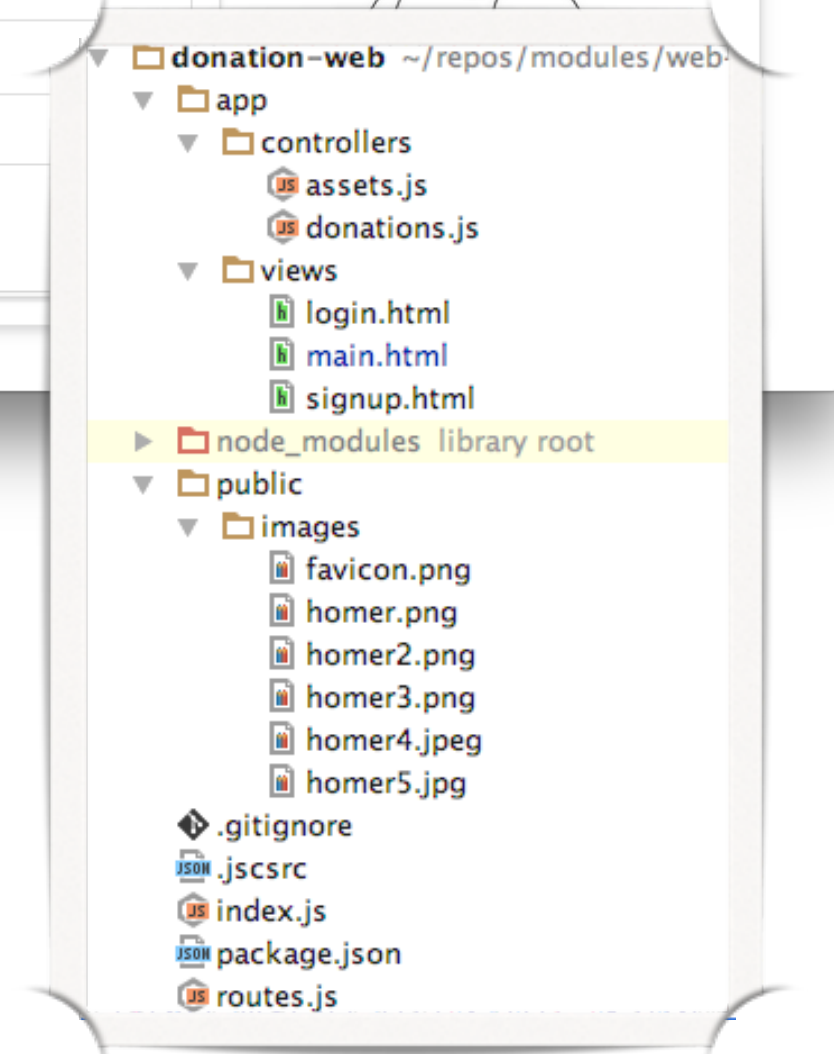 donation-web ~/repos/modules/web-
app
controllers
assets.js
donations.js
views
login.html
main.html
signup.html
node_modules library root
public
images
favicon.png
homer.png
homer2.png
homer3.png
homer4.jpeg
homer5.jpg
.gitignore
.jscsrc
index.js
package.json
routes.js